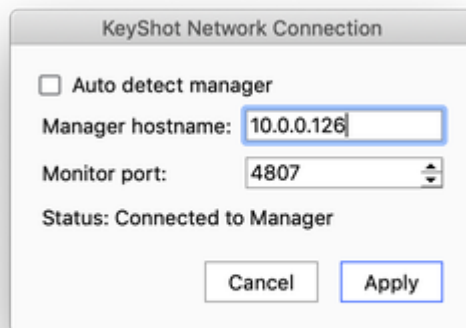 KeyShot Network Connection
Auto detect manager
Manager hostname: 10.0.0.126
Monitor port: 4807
Status: Connected to Manager
Cancel Apply